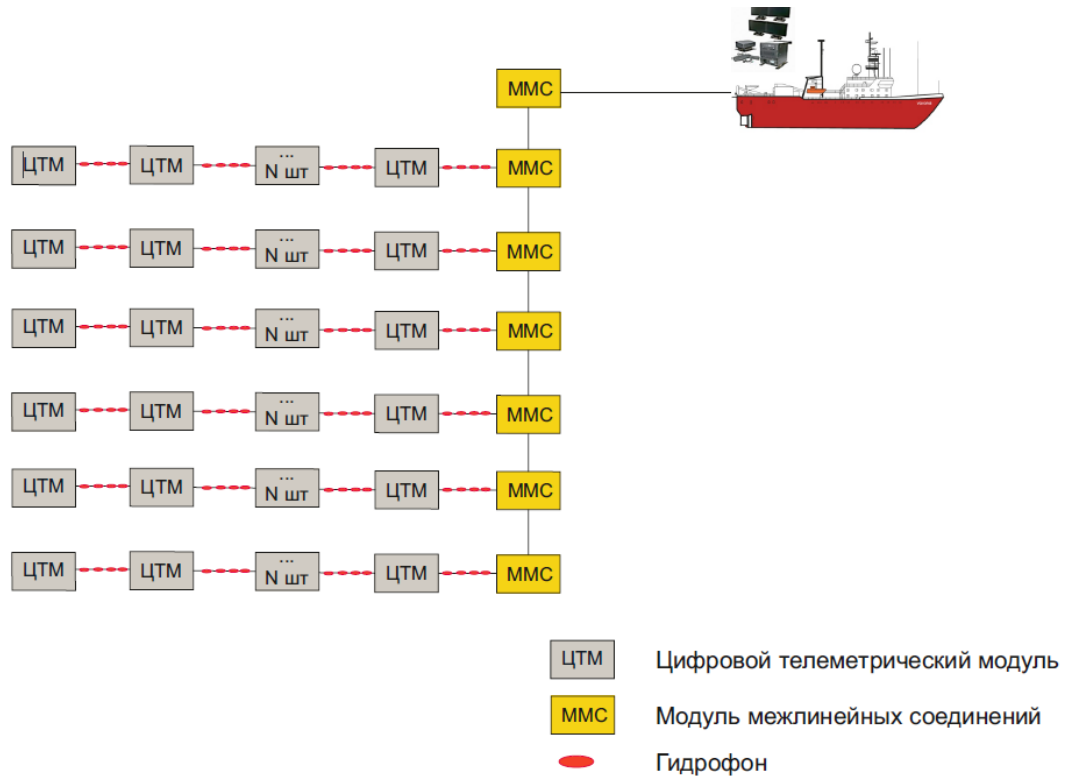 ММС
ЦТМ ЦТМ ... ЦТМ ММС
N шт
ЦТМ ЦТМ ... ЦТМ ММС
N шт
ЦТМ ЦТМ ... ЦТМ ММС
N шт
ЦТМ ЦТМ ... ЦТМ ММС
N шт
ЦТМ ЦТМ ... ЦТМ ММС
N шт
ЦТМ ЦТМ ... ЦТМ ММС
N шт
ЦТМ Цифровой телеметрический модуль
ММС Модуль межлинейных соединений
Гидрофон